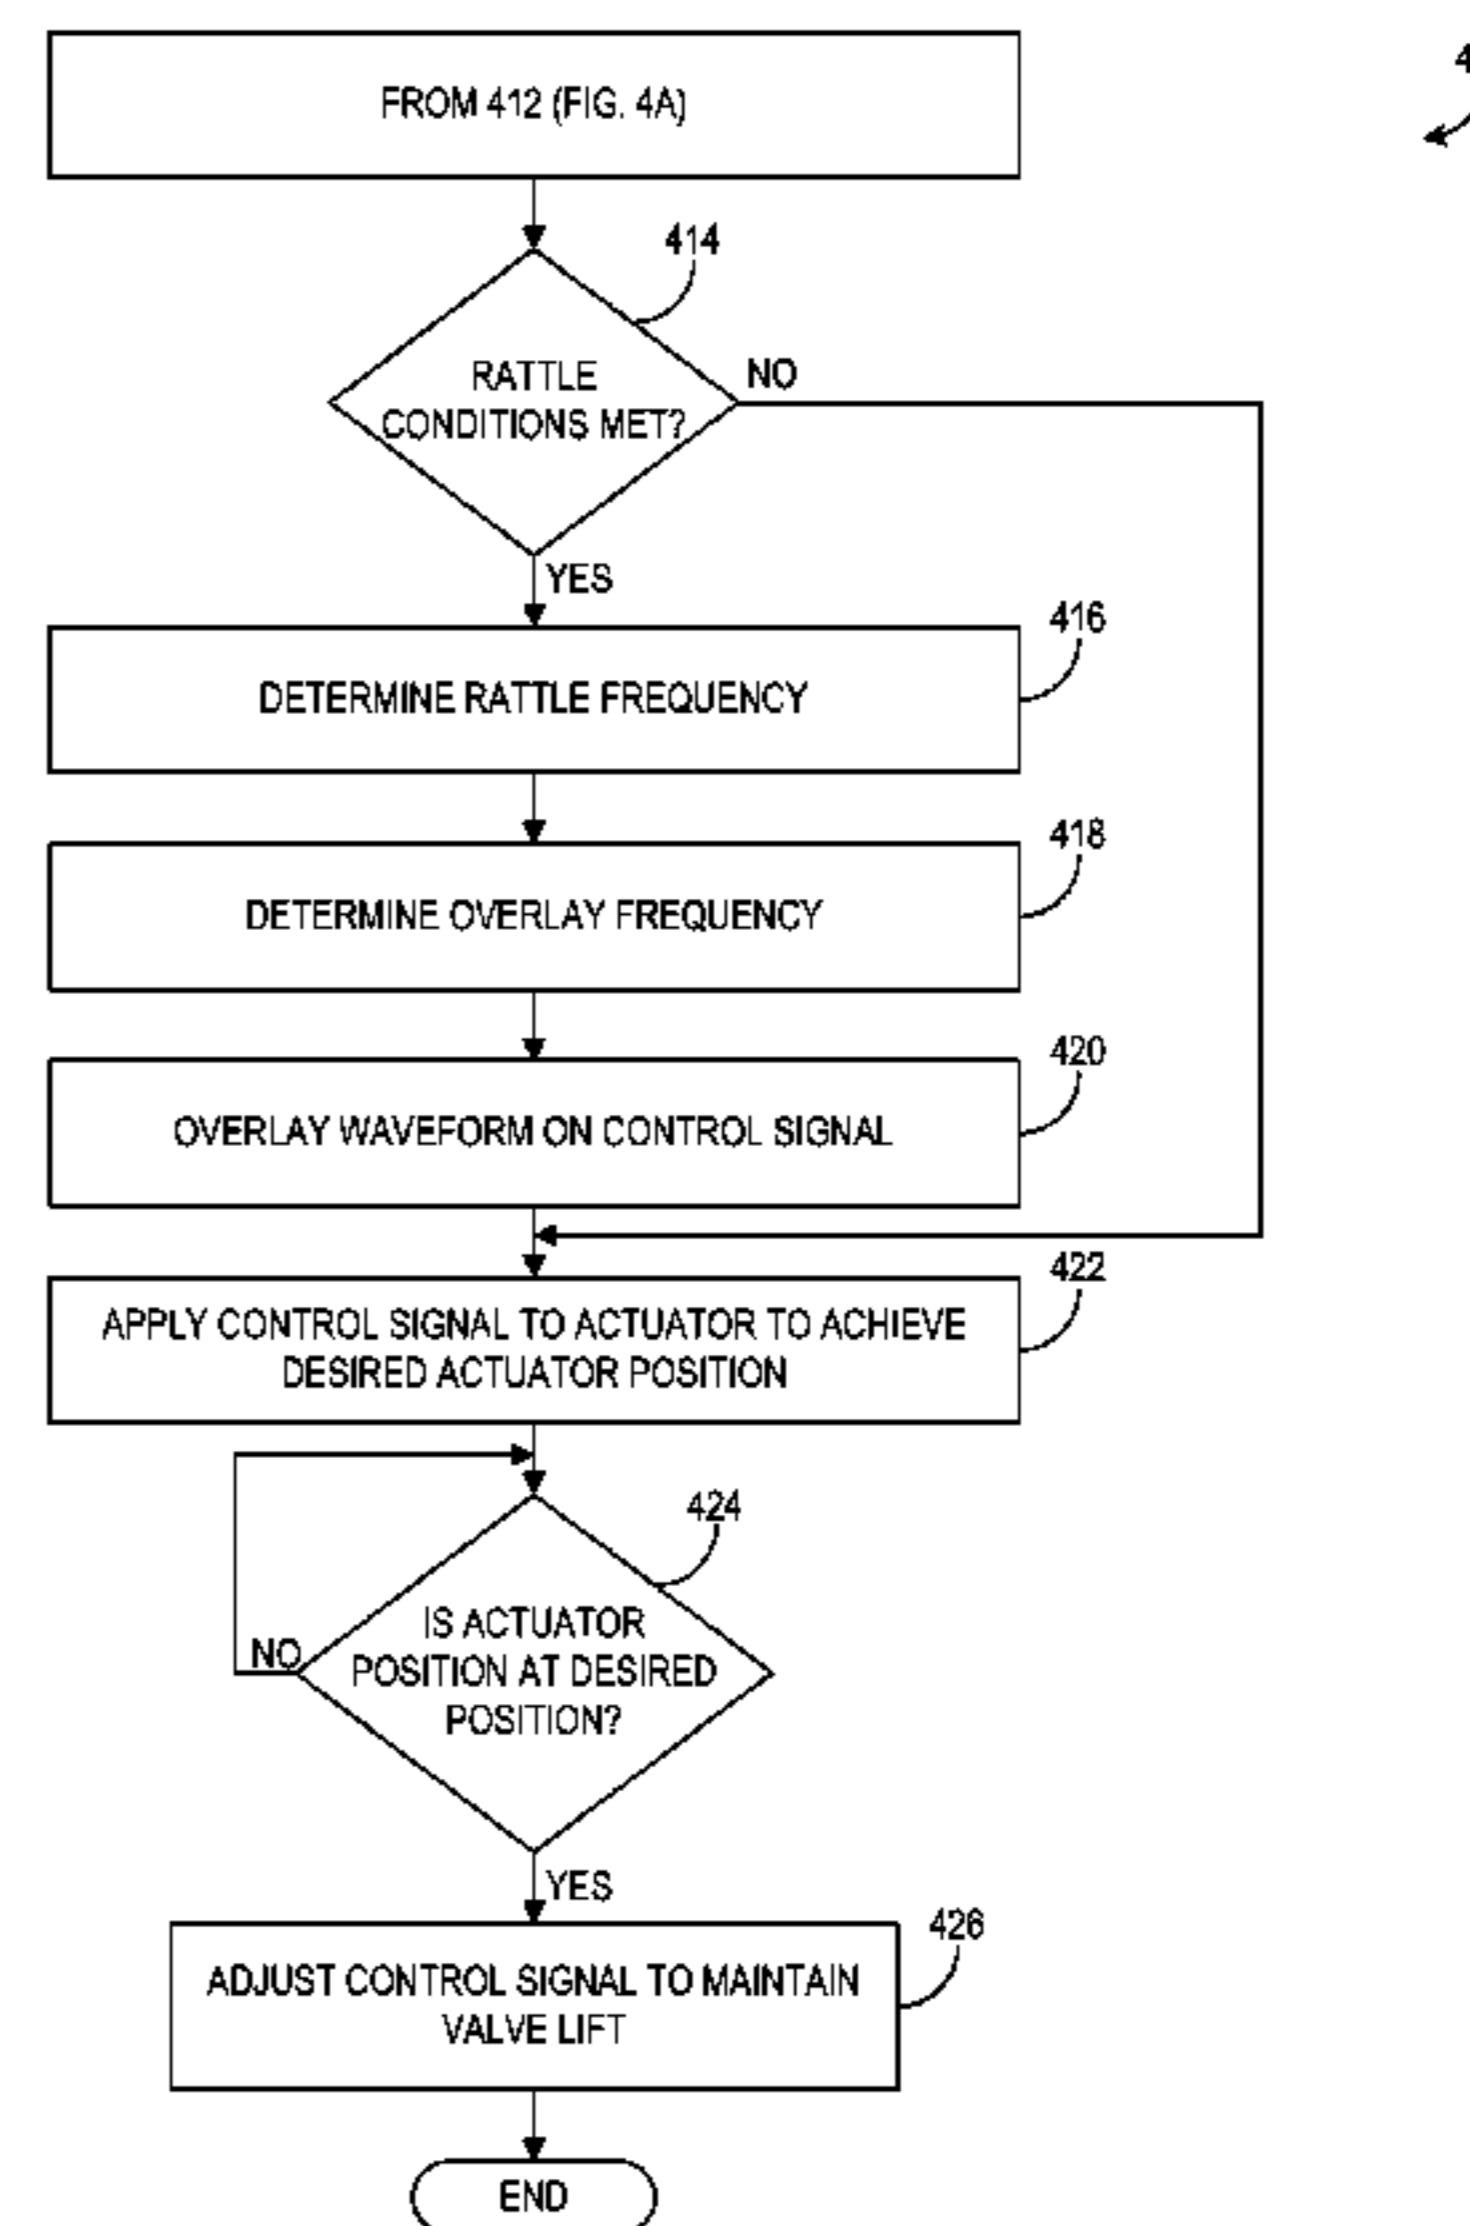 FROM 412 (FIG. 4A)
4
414
RATTLE
CONDITIONS MET?
NO
YES
416
DETERMINE RATTLE FREQUENCY
418
DETERMINE OVERLAY FREQUENCY
420
OVERLAY WAVEFORM ON CONTROL SIGNAL
422
APPLY CONTROL SIGNAL TO ACTUATOR TO ACHIEVE
DESIRED ACTUATOR POSITION
424
IS ACTUATOR
POSITION AT DESIRED
POSITION?
NO
YES
426
ADJUST CONTROL SIGNAL TO MAINTAIN
VALVE LIFT
END